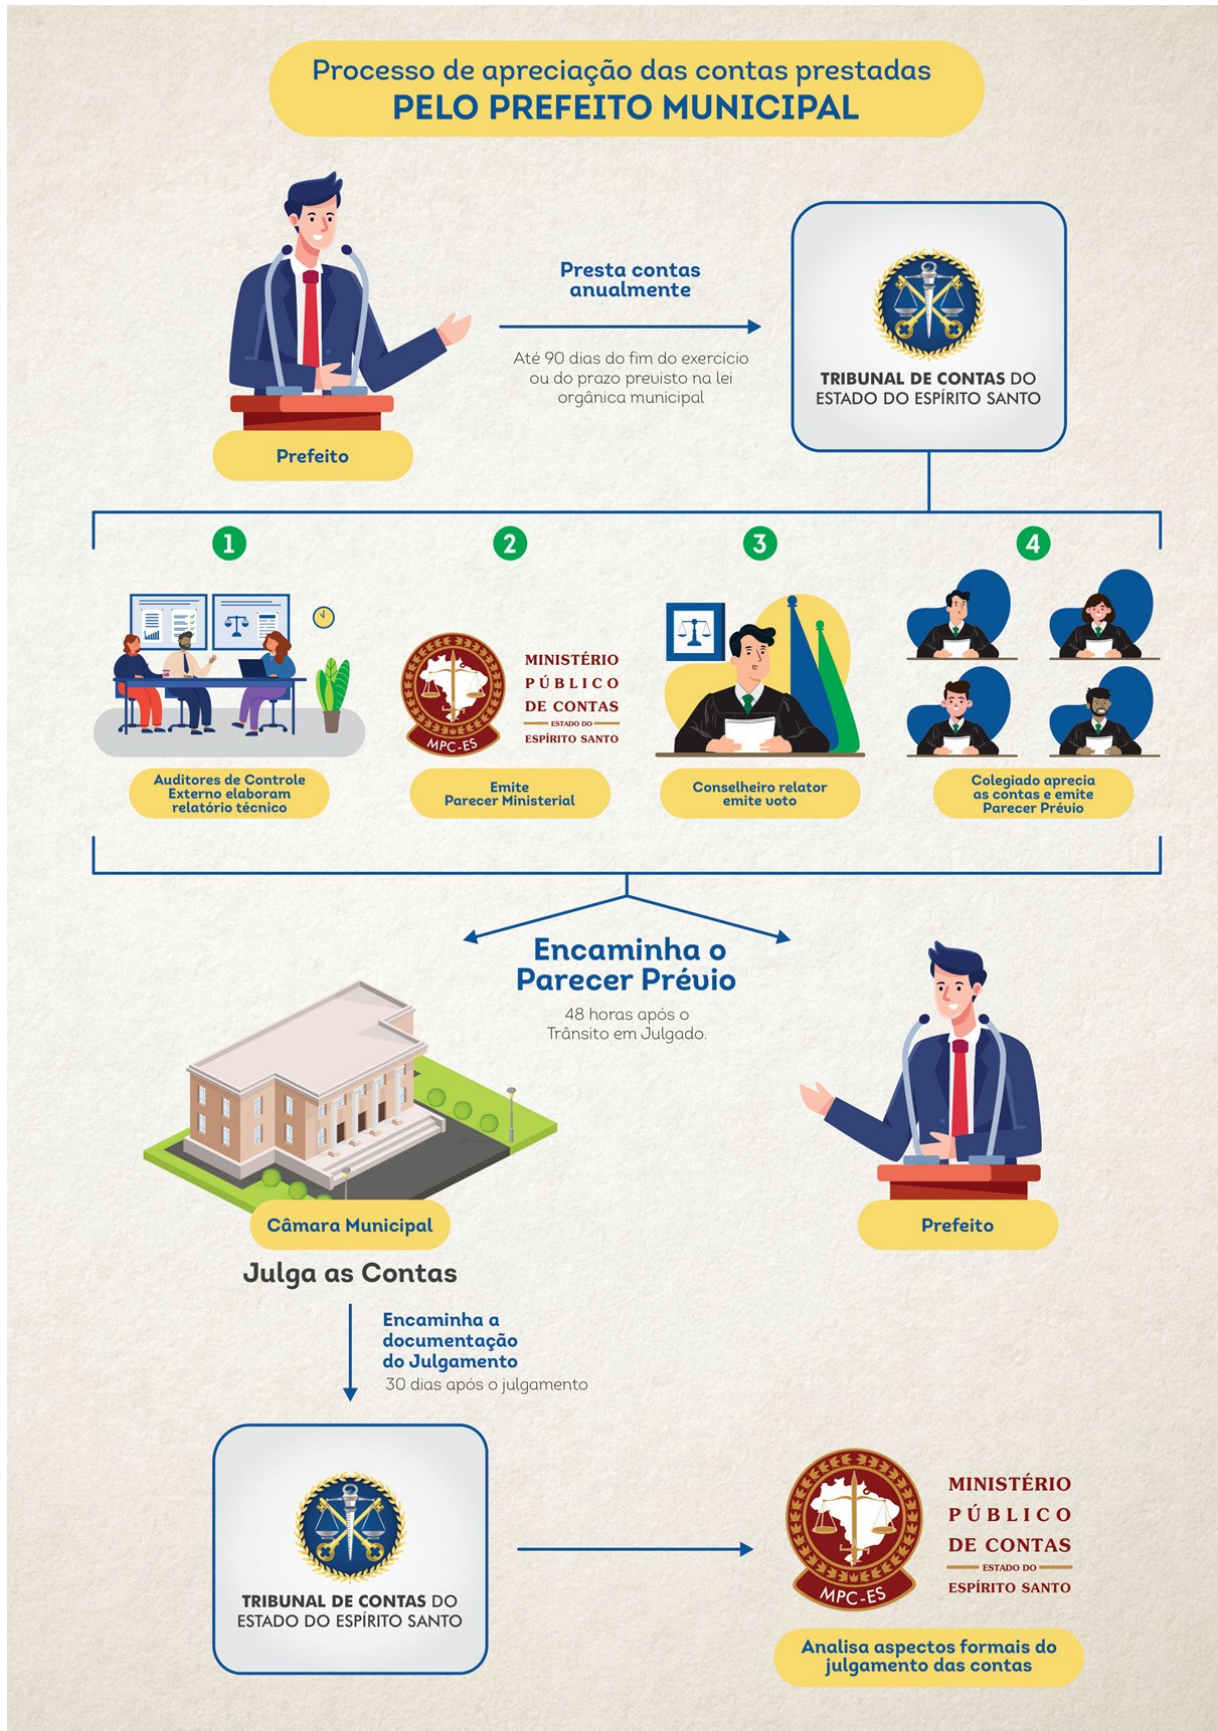 Processo de apreciação das contas prestadas
PELO PREFEITO MUNICIPAL
Presta contas
anualmente
Até 90 dias do fim do exercício
ou do prazo previsto na lei
orgânica municipal
TRIBUNAL DE CONTAS DO
ESTADO DO ESPÍRITO SANTO
Prefeito
1
2
3
4
MINISTÉRIO
PÚBLICO
DE CONTAS
ESTADO DO
ESPÍRITO SANTO
MPC-ES
Auditores de Controle
Externo elaboram
relatório técnico
Emite
Parecer Ministerial
Conselheiro relator
emite voto
Colegiado aprecia
as contas e emite
Parecer Prévio
Encaminha o
Parecer Prévio
48 horas após o
Trânsito em Julgado.
Câmara Municipal
Julga as Contas
Prefeito
Encaminha a
documentação
do Julgamento
30 dias após o julgamento
TRIBUNAL DE CONTAS DO
ESTADO DO ESPÍRITO SANTO
MINISTÉRIO
PÚBLICO
DE CONTAS
ESTADO DO
ESPÍRITO SANTO
MPC-ES
Analisa aspectos formais do
julgamento das contas